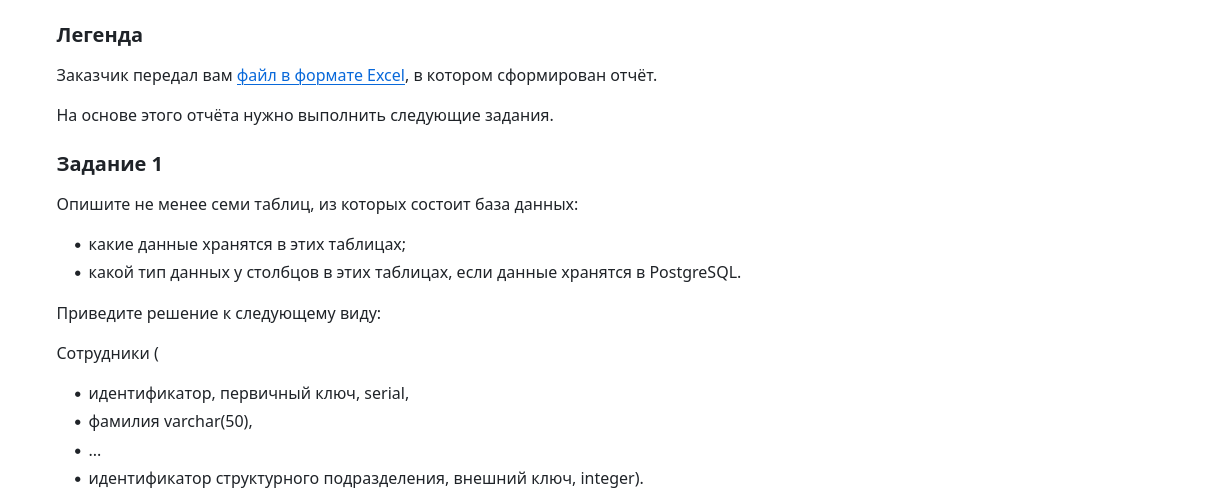 Легенда
Заказчик передал вам файл в формате Excel, в котором сформирован отчёт.
На основе этого отчёта нужно выполнить следующие задания.
Задание 1
Опишите не менее семи таблиц, из которых состоит база данных:
• какие данные хранятся в этих таблицах;
• какой тип данных у столбцов в этих таблицах, если данные хранятся в PostgreSQL.
Приведите решение к следующему виду:
Сотрудники (
• идентификатор, первичный ключ, serial,
• фамилия varchar(50),
• ...
• идентификатор структурного подразделения, внешний ключ, integer).